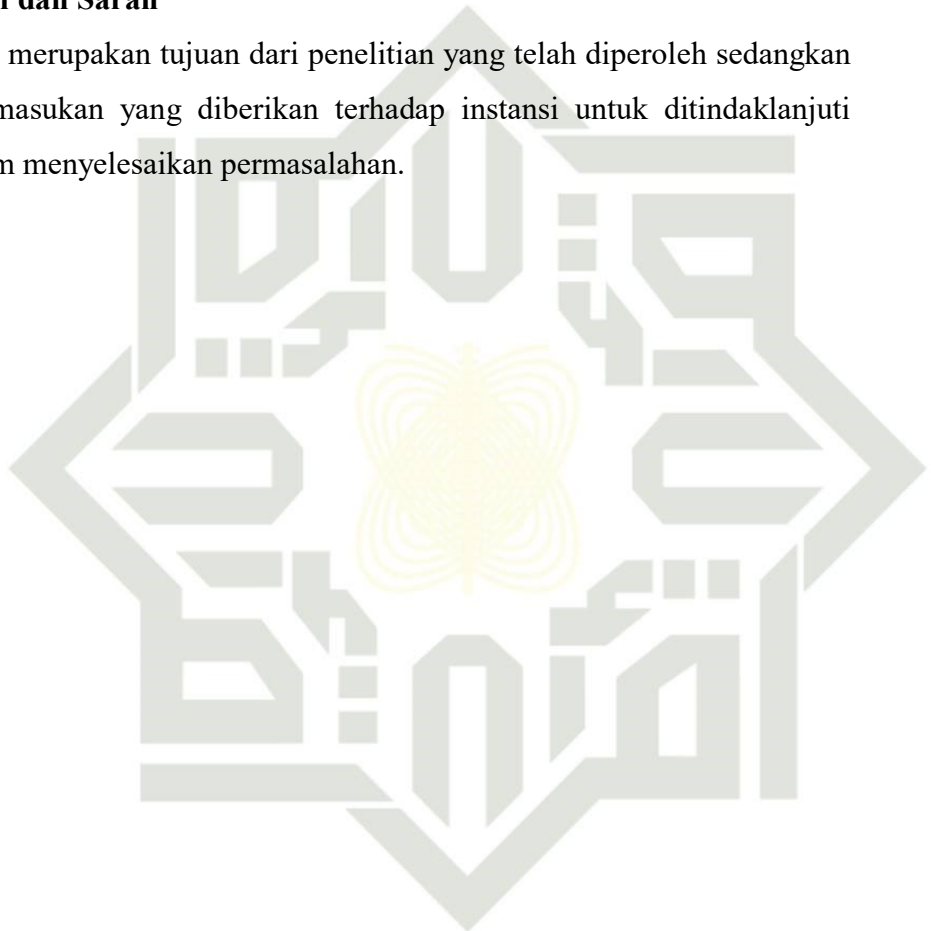 dan Saran
merupakan tujuan dari penelitian yang telah diperoleh sedangkan
masukan yang diberikan terhadap instansi untuk ditindaklanjuti
menyelesaikan permasalahan.